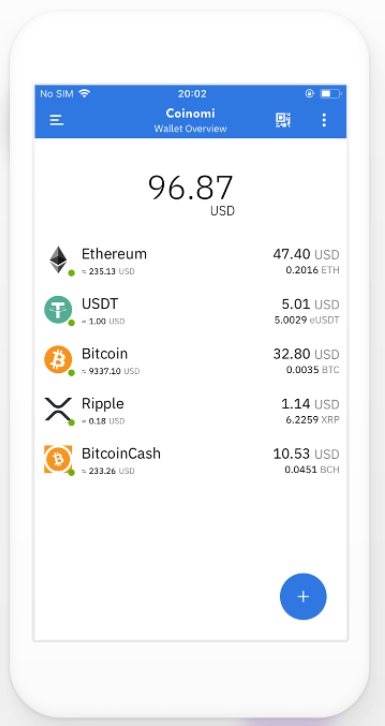 No SIM 20:02
Coinomi
Wallet Overview
96.87
USD
Ethereum 47.40 USD
≈ 235.13 USD 0.2016 ETH
USDT 5.01 USD
≈ 1.00 USD 5.0029 eUSDT
Bitcoin 32.80 USD
≈ 9337.10 USD 0.0035 BTC
Ripple 1.14 USD
≈ 0.18 USD 6.2259 XRP
BitcoinCash 10.53 USD
≈ 233.26 USD 0.0451 BCH
+